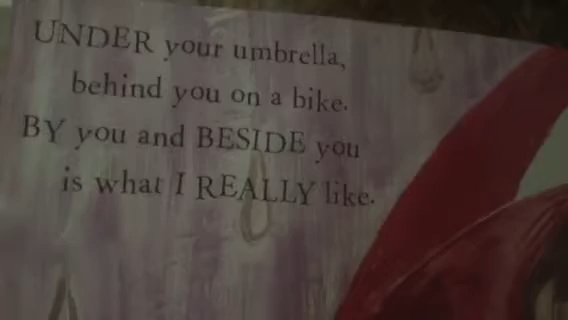 UNDER your umbrella,
behind you on a bike.
BY you and BESIDE you
is what I REALLY like.